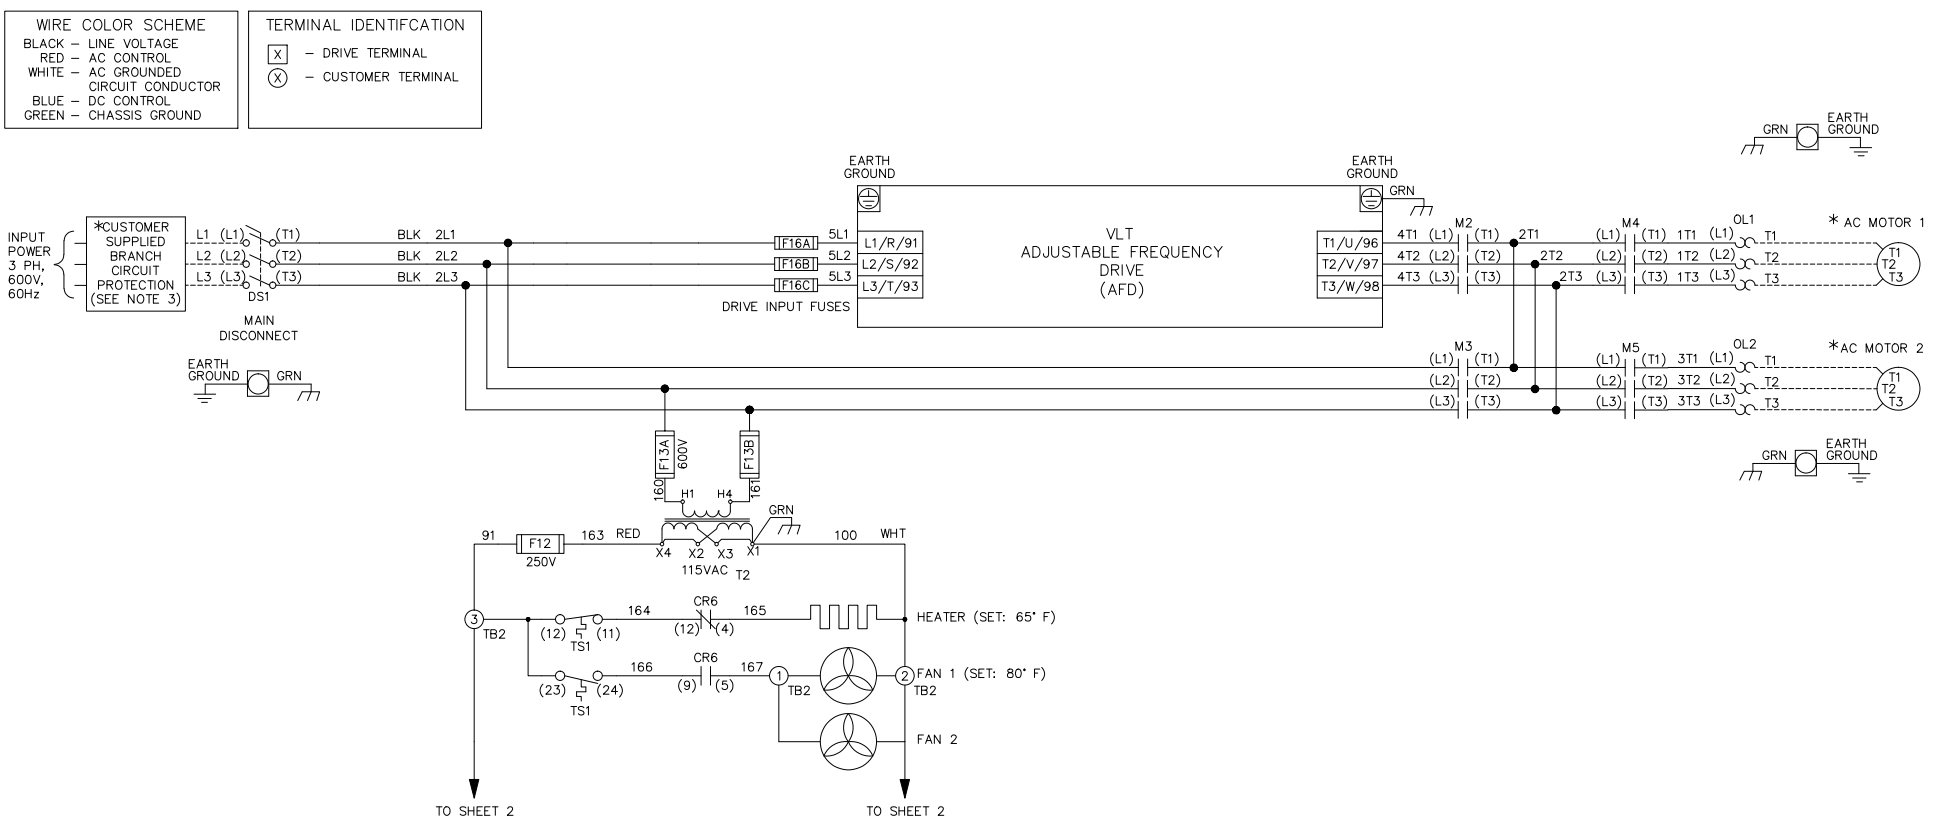 WIRE COLOR SCHEME
BLACK – LINE VOLTAGE
RED – AC CONTROL
WHITE – AC GROUNDED
CIRCUIT CONDUCTOR
BLUE – DC CONTROL
GREEN – CHASSIS GROUND
TERMINAL IDENTIFCATION
X – DRIVE TERMINAL
X – CUSTOMER TERMINAL
INPUT
POWER
3 PH,
600V,
60Hz
*CUSTOMER
SUPPLIED
BRANCH
CIRCUIT
PROTECTION
(SEE NOTE 3)
L1 (L1) (T1)
L2 (L2) (T2)
L3 (L3) (T3)
DS1
MAIN
DISCONNECT
EARTH
GROUND GRN
BLK 2L1
BLK 2L2
BLK 2L3
F16A 5L1
F16B 5L2
F16C 5L3
DRIVE INPUT FUSES
EARTH
GROUND
L1/R/91
L2/S/92
L3/T/93
VLT
ADJUSTABLE FREQUENCY
DRIVE
(AFD)
EARTH
GROUND
GRN
T1/U/96
T2/V/97
T3/W/98
M2
4T1 (L1) (T1) 2T1
4T2 (L2) (T2) 2T2
4T3 (L3) (T3) 2T3
M4 OL1
(L1) (T1) 1T1 (L1) T1
(L2) (T2) 1T2 (L2) T2
(L3) (T3) 1T3 (L3) T3
* AC MOTOR 1
T1
T2
T3
GRN EARTH
GROUND
M3
(L1) (T1)
(L2) (T2)
(L3) (T3)
M5 OL2
(L1) (T1) 3T1 (L1) T1
(L2) (T2) 3T2 (L2) T2
(L3) (T3) 3T3 (L3) T3
*AC MOTOR 2
T1
T2
T3
GRN EARTH
GROUND
F13A
600V
F13B
160
161
H1 H4
GRN
91 F12 163 RED
250V
X4 X2 X3 X1
115VAC T2
100 WHT
3
TB2
(12) (11)
TS1
164
CR6
(12) (4)
165
HEATER (SET: 65° F)
(23) (24)
TS1
166
CR6
(9) (5)
167
1
TB2
2
TB2
FAN 1 (SET: 80° F)
FAN 2
TO SHEET 2
TO SHEET 2